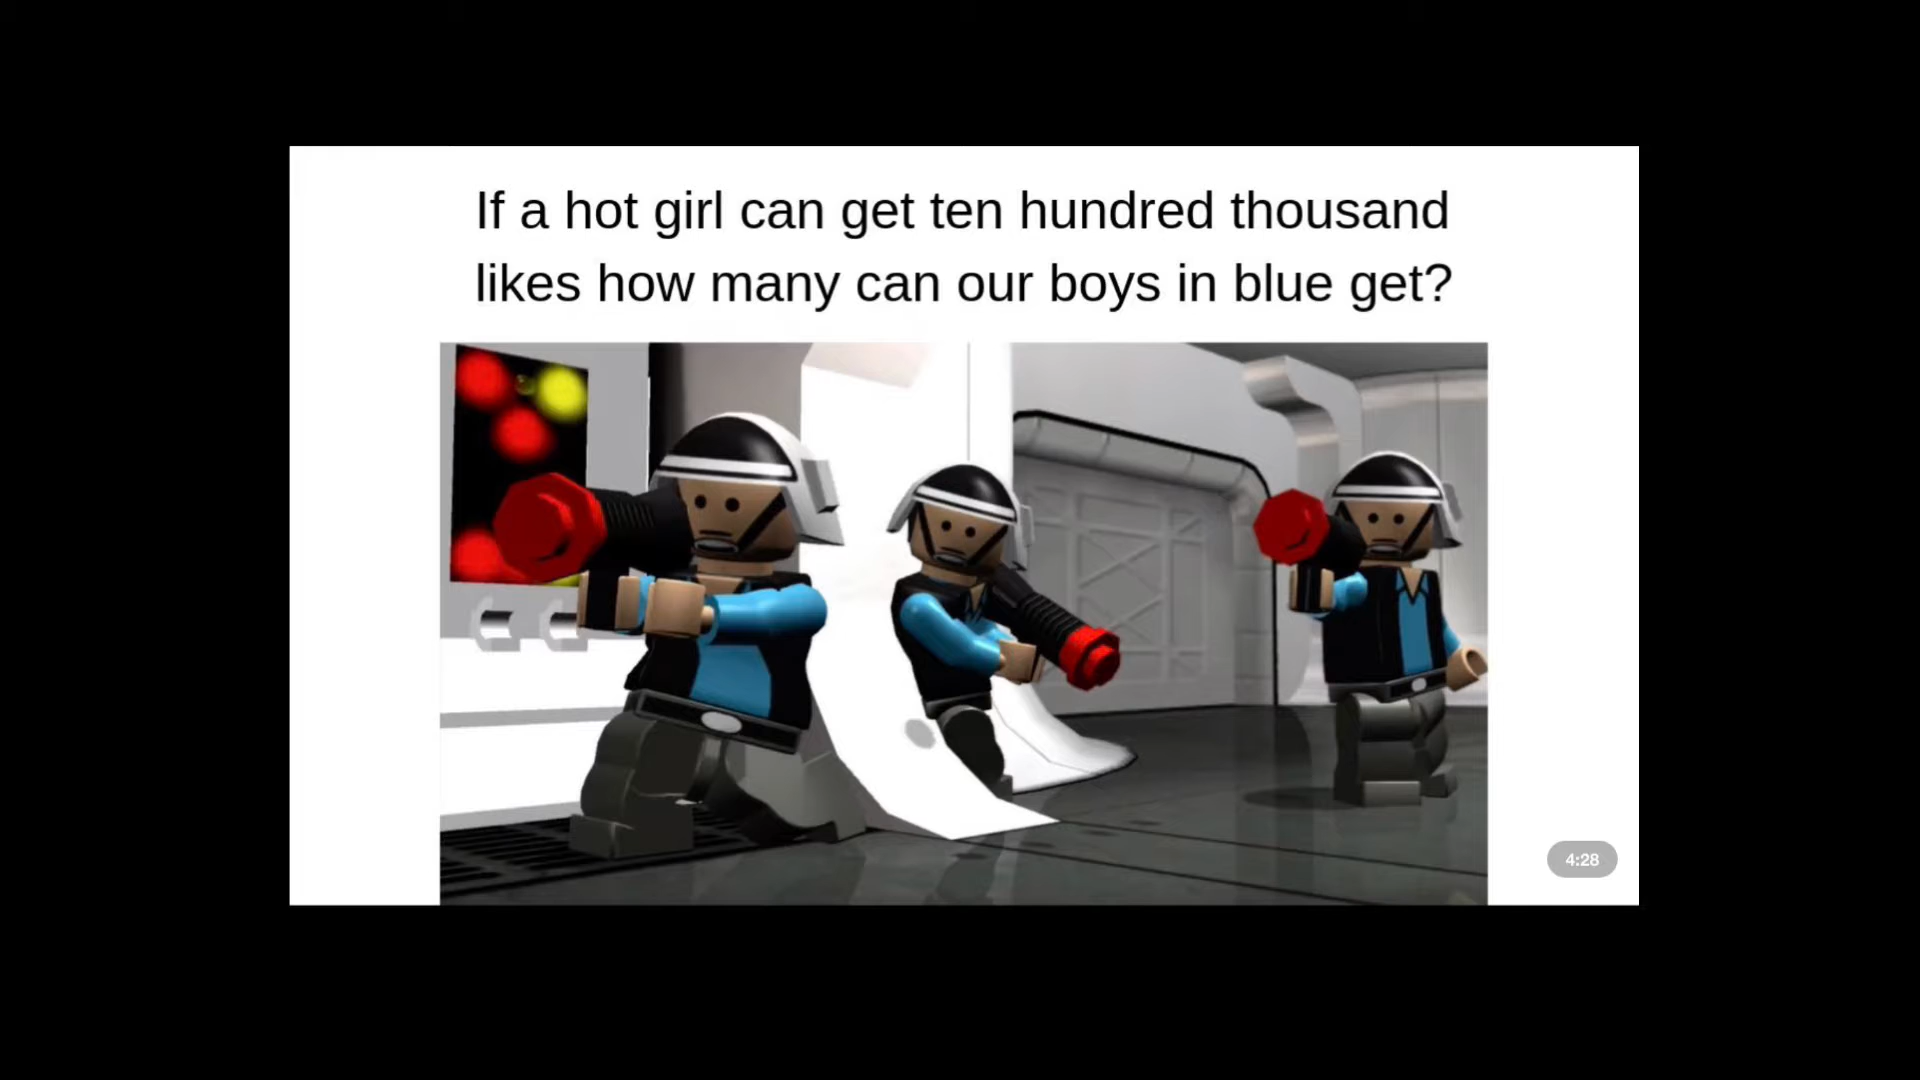 If a hot girl can get ten hundred thousand
likes how many can our boys in blue get?
4:28